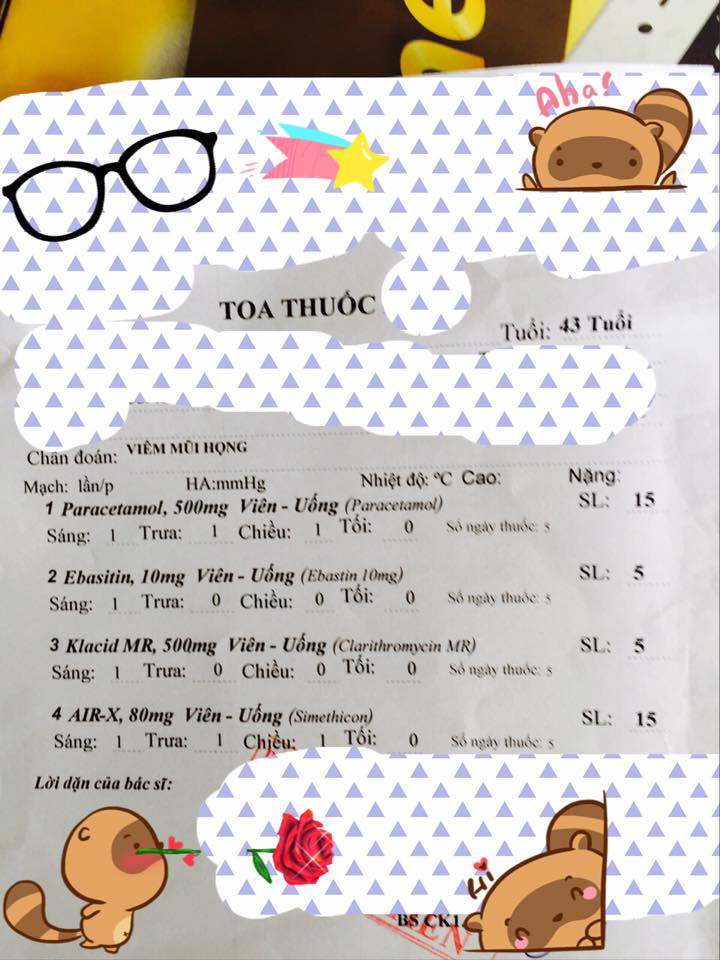 ne
Aha!
TOA THUỐC
Tuổi: 43 Tuổi
Chẩn đoán: VIÊM MŨI HỌNG
Mạch: lần/p HA:mmHg Nhiệt độ: ºC Cao: Nặng:
1 Paracetamol, 500mg Viên - Uống (Paracetamol) SL: 15
Sáng: 1 Trưa: 1 Chiều: 1 Tối: 0 Số ngày thuốc: 5
2 Ebasitin, 10mg Viên - Uống (Ebastin 10mg) SL: 5
Sáng: 1 Trưa: 0 Chiều: 0 Tối: 0 Số ngày thuốc: 5
3 Klacid MR, 500mg Viên - Uống (Clarithromycin MR) SL: 5
Sáng: 1 Trưa: 0 Chiều: 0 Tối: 0 Số ngày thuốc: 5
4 AIR-X, 80mg Viên - Uống (Simethicon) SL: 15
Sáng: 1 Trưa: 1 Chiều: 1 Tối: 0 Số ngày thuốc: 5
Lời dặn của bác sĩ:
Hi
BS CK1